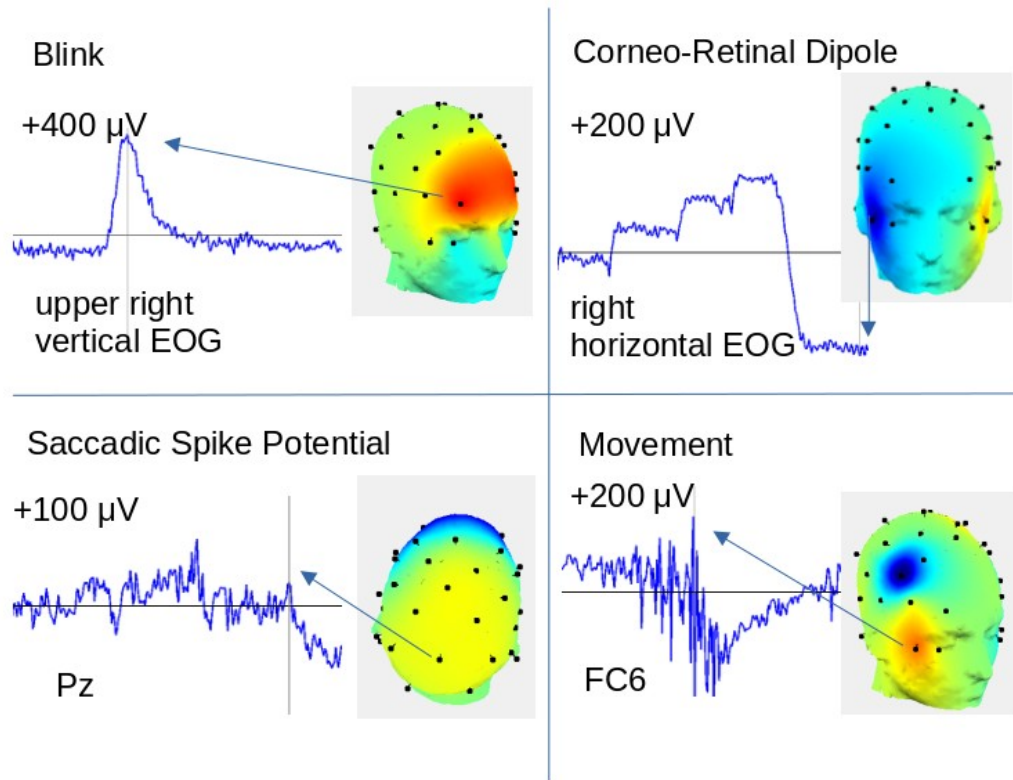 Blink
+400 μV
upper right
vertical EOG
Corneo-Retinal Dipole
+200 μV
right
horizontal EOG
Saccadic Spike Potential
+100 μV
Pz
Movement
+200 μV
FC6